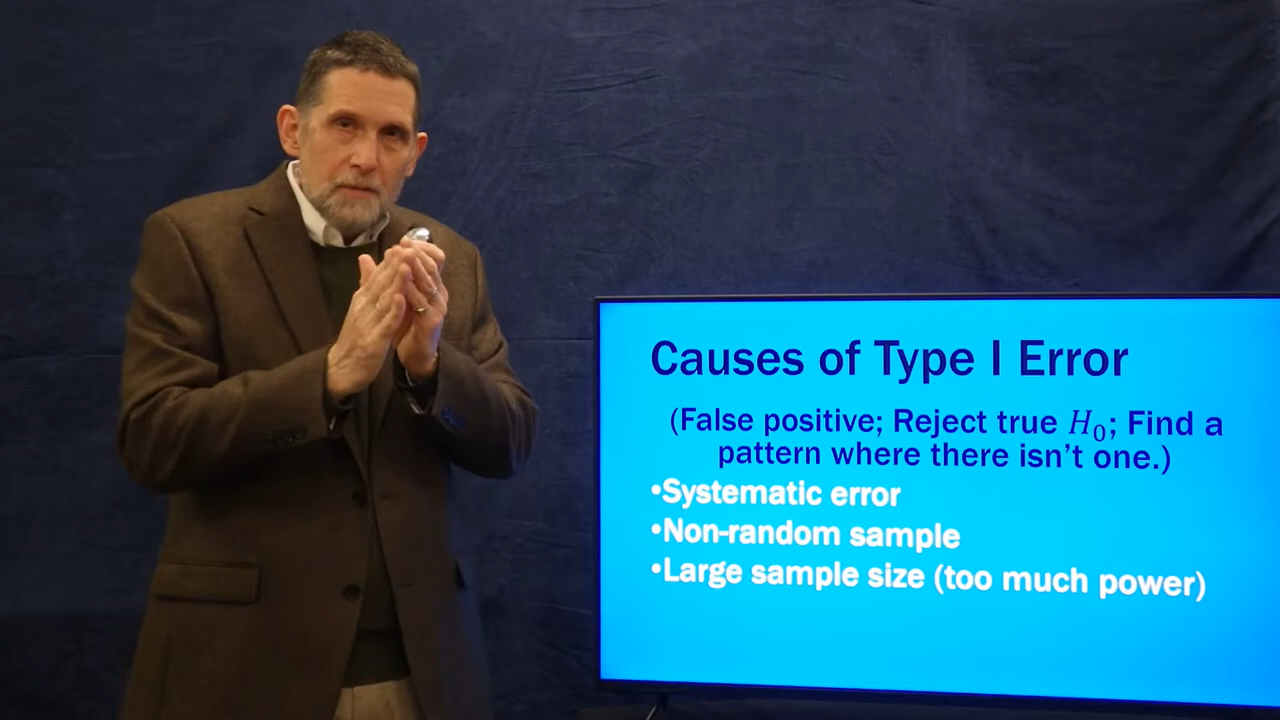 Causes of Type I Error
(False positive; Reject true H₀; Find a
pattern where there isn't one.)
•Systematic error
•Non-random sample
•Large sample size (too much power)